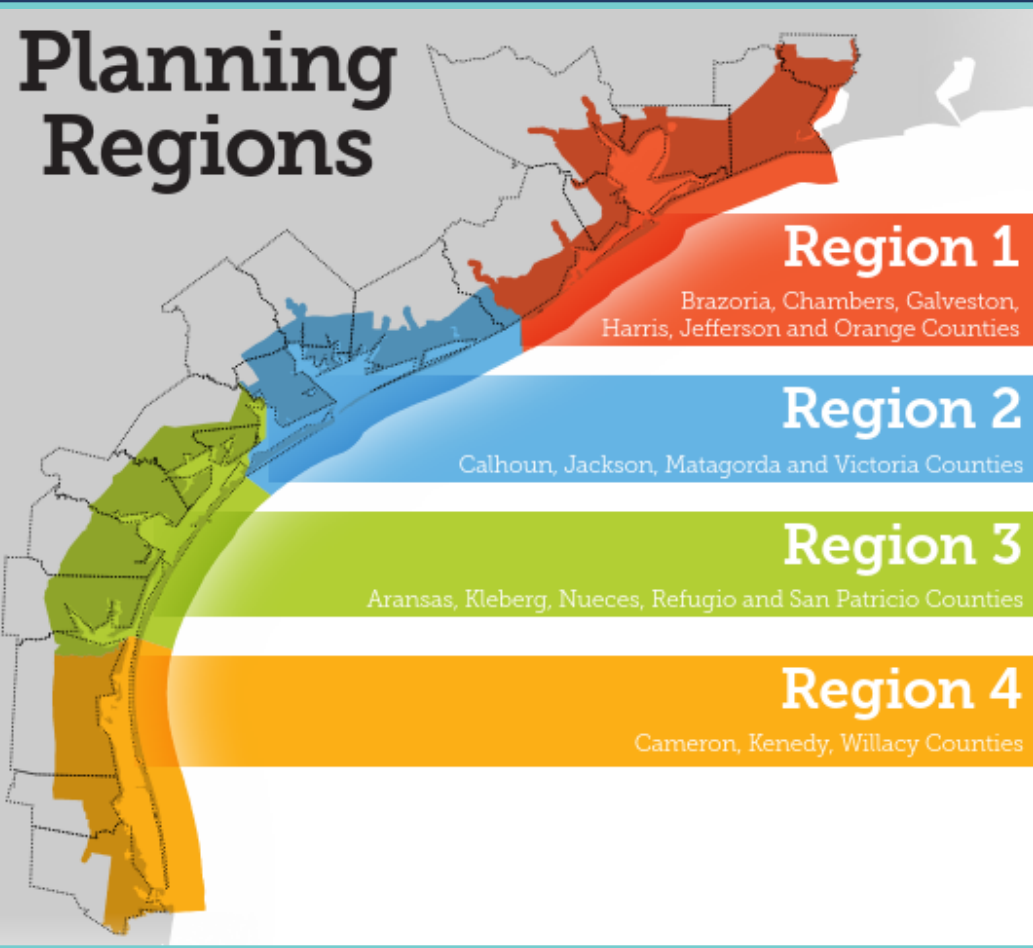 Planning
Regions
Region 1
Brazoria, Chambers, Galveston,
Harris, Jefferson and Orange Counties
Region 2
Calhoun, Jackson, Matagorda and Victoria Counties
Region 3
Aransas, Kleberg, Nueces, Refugio and San Patricio Counties
Region 4
Cameron, Kenedy, Willacy Counties